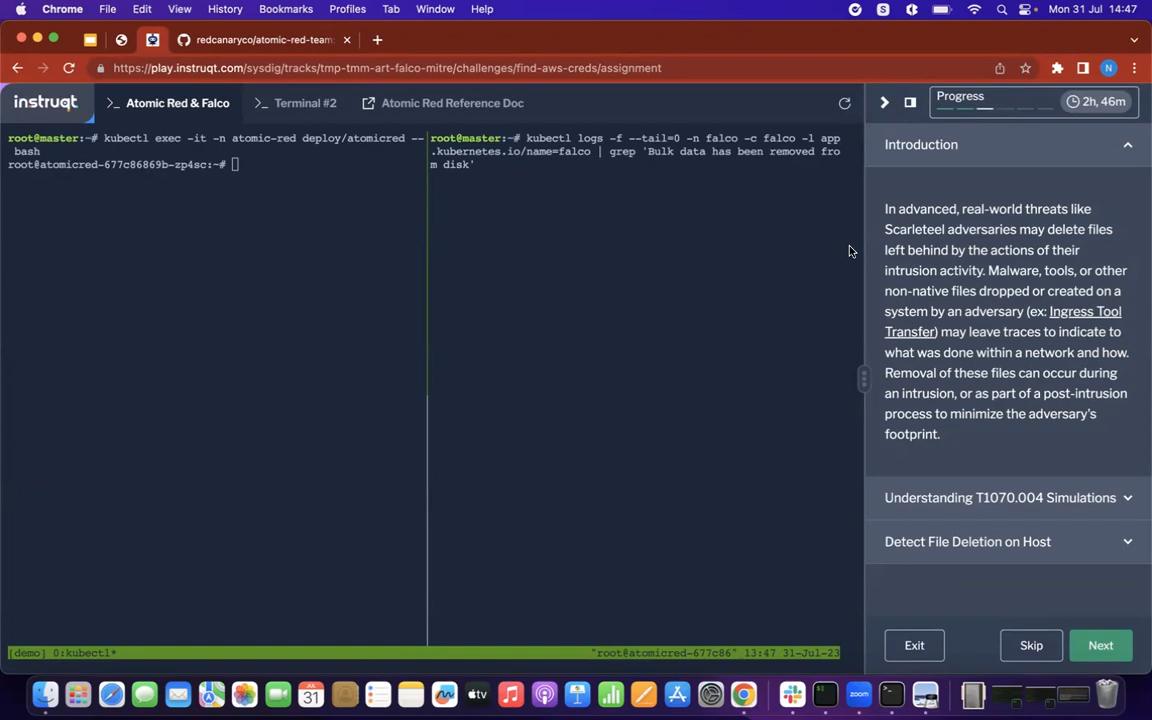 Chrome File Edit View History Bookmarks Profiles Tab Window Help
Mon 31 Jul 14:47
redcanaryco/atomic-red-team
https://play.instruqt.com/sysdig/tracks/tmp-tmm-art-falco-mitre/challenges/find-aws-creds/assignment
N
instruqt
>_ Atomic Red & Falco
>_ Terminal #2
Atomic Red Reference Doc
Progress
2h, 46m
root@master:~# kubectl exec -it -n atomic-red deploy/atomicred --
bash
root@atomicred-677c86869b-zp4sc:~#
root@master:~# kubectl logs -f --tail=0 -n falco -c falco -l app
.kubernetes.io/name=falco | grep 'Bulk data has been removed fro
m disk'
Introduction
In advanced, real-world threats like
Scarleteel adversaries may delete files
left behind by the actions of their
intrusion activity. Malware, tools, or other
non-native files dropped or created on a
system by an adversary (ex: Ingress Tool
Transfer) may leave traces to indicate to
what was done within a network and how.
Removal of these files can occur during
an intrusion, or as part of a post-intrusion
process to minimize the adversary's
footprint.
Understanding T1070.004 Simulations
Detect File Deletion on Host
Exit
Skip
Next
[demo] 0:kubectl*
"root@atomicred-677c86" 13:47 31-Jul-23
JUL
31
tv
zoom